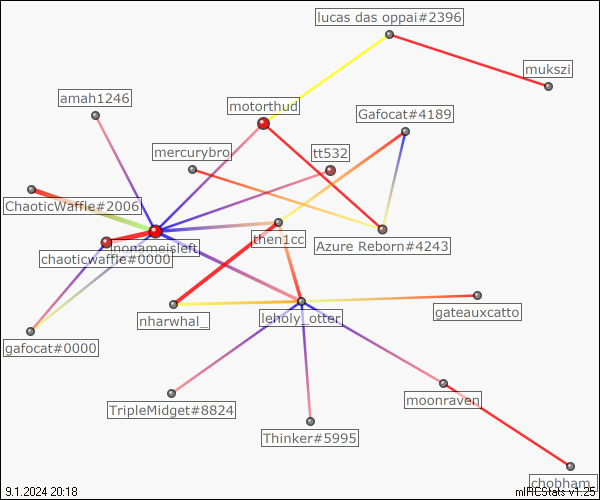 lucas das oppai#2396
mukszi
amah1246
motorthud
Gafocat#4189
mercurybro
tt532
ChaoticWaffle#2006
nonameisleft
then1cc
Azure Reborn#4243
chaoticwaffle#0000
nharwhal_
leholy_otter
gateauxcatto
gafocat#0000
moonraven
TripleMidget#8824
Thinker#5995
chobham_
9.1.2024 20:18
mIRCStats v1.25